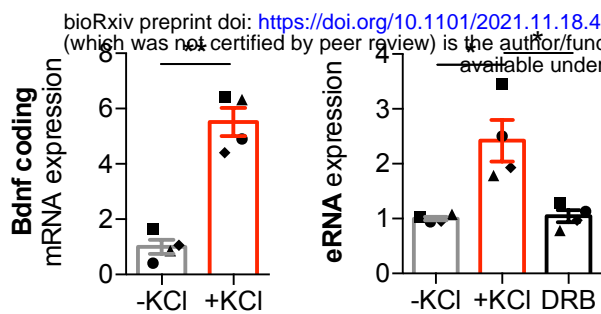 bioRxiv preprint doi: https://doi.org/10.1101/2021.11.18.4
(which was not certified by peer review) is the author/func
available under
**
*
*
Bdnf coding
mRNA expression
8
6
4
2
0
-KCl
+KCl
eRNA expression
4
3
2
1
0
-KCl
+KCl
DRB